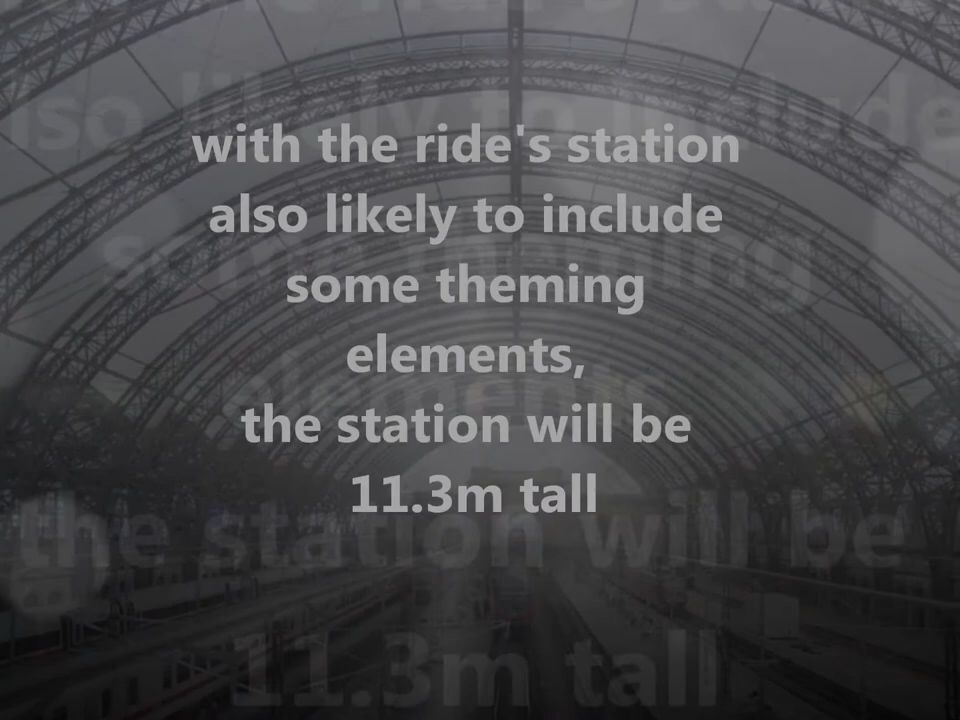 with the ride's station
also likely to include
some theming
elements,
the station will be
11.3m tall